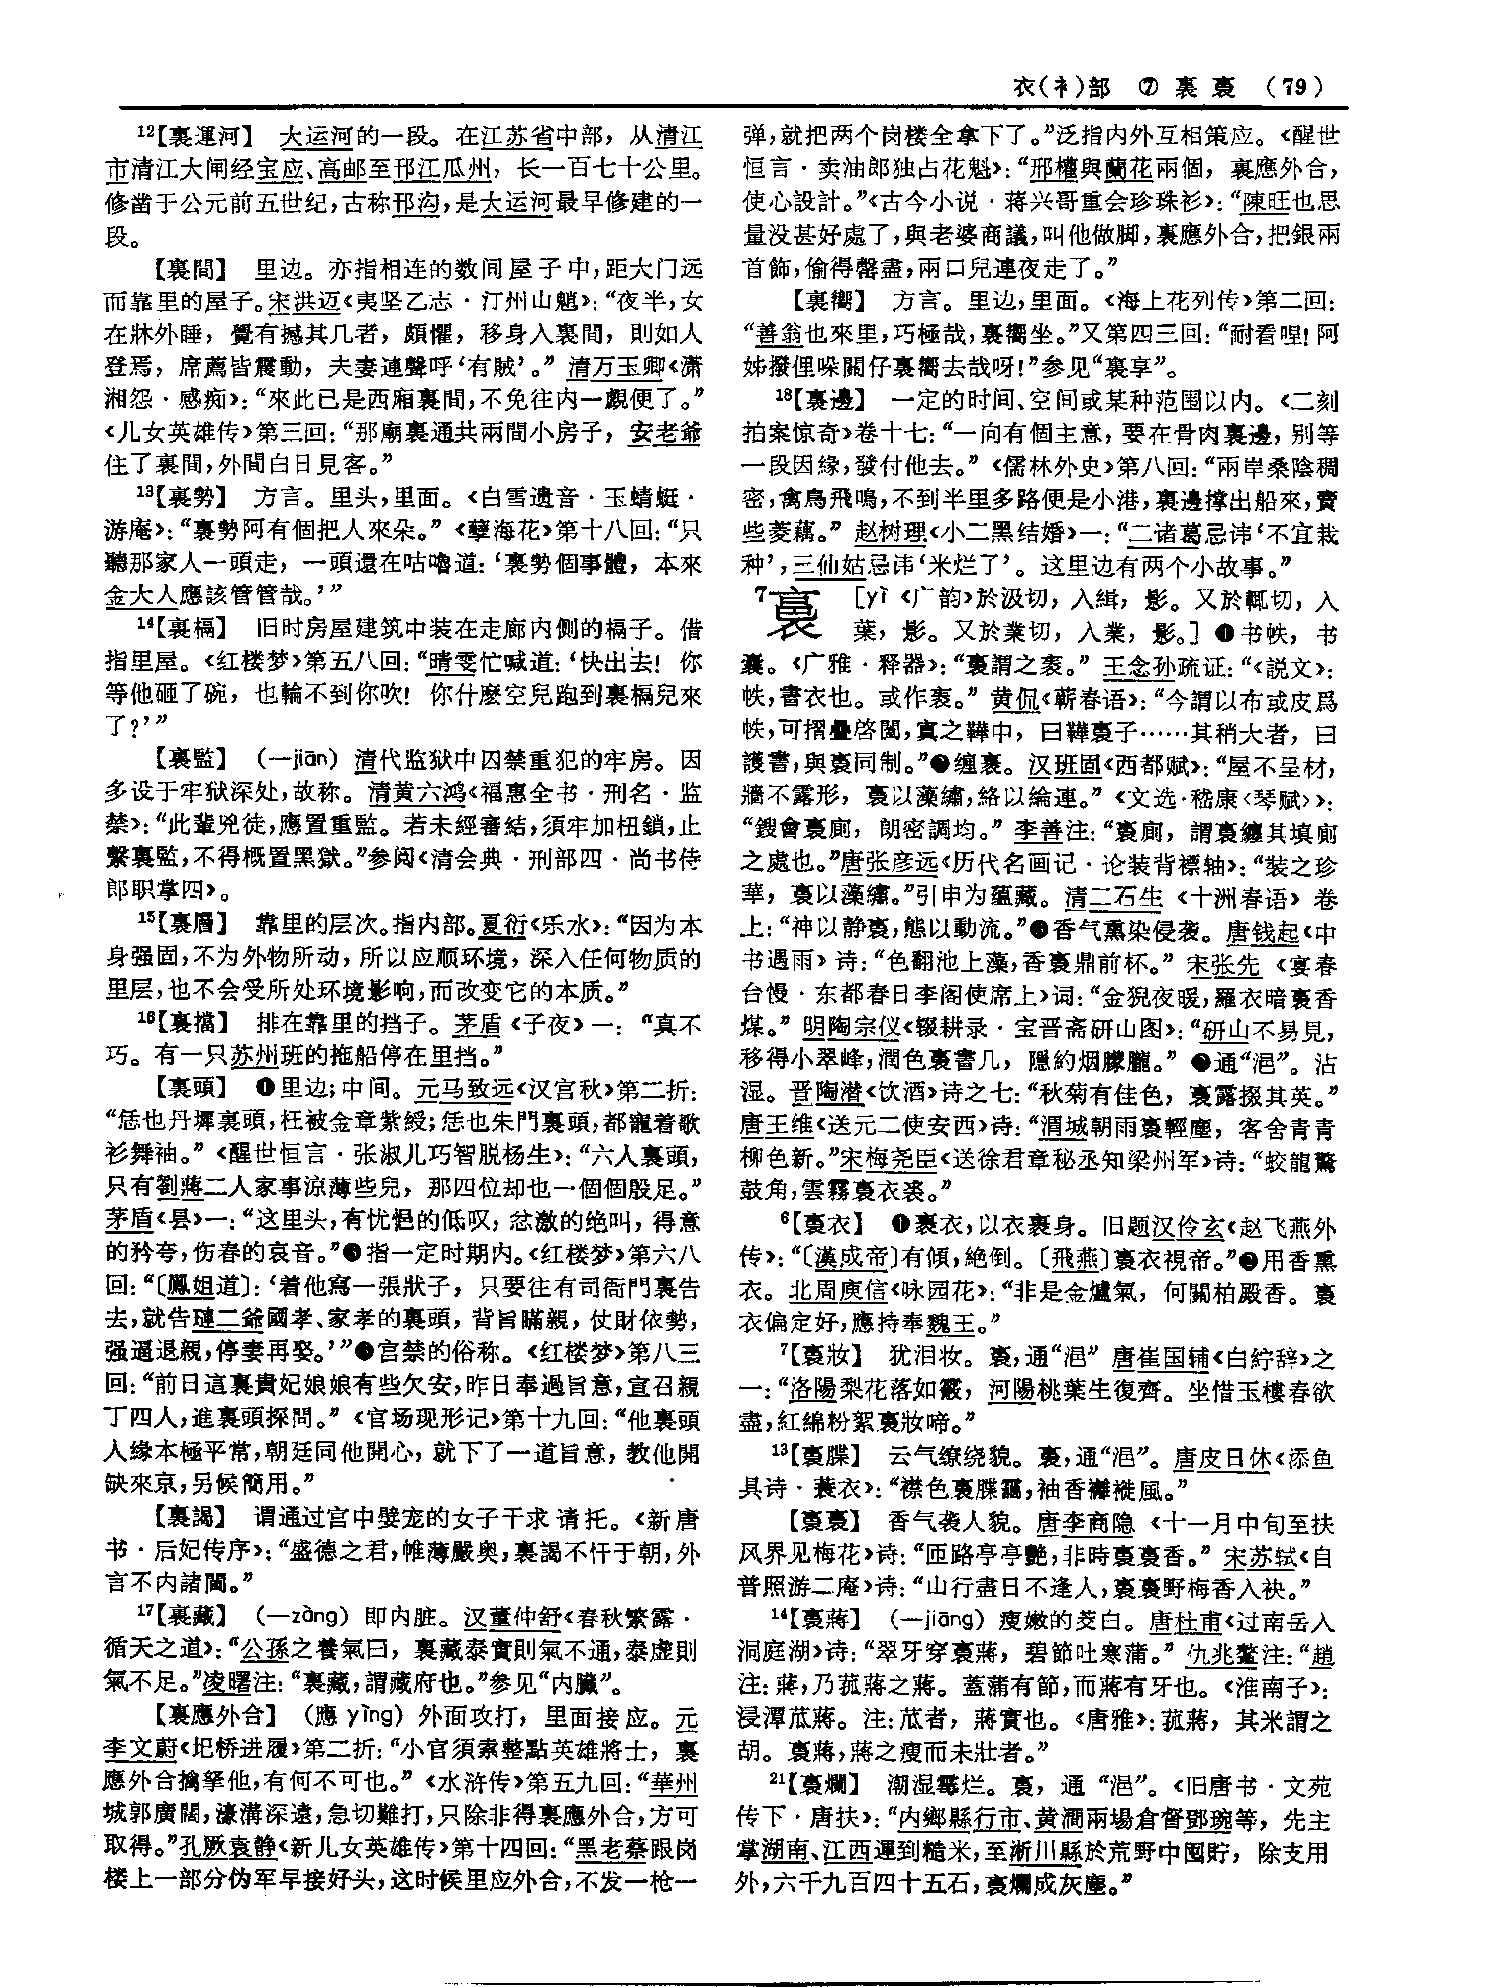 衣(衤)部 ⑦ 裏 裛 (79)
12【裏運河】 大运河的一段。在江苏省中部，从清江
市清江大闸经宝应、高邮至邗江瓜州，长一百七十公里。
修凿于公元前五世纪，古称邗沟，是大运河最早修建的一
段。
【裏間】 里边。亦指相连的数间屋子中，距大门远
而靠里的屋子。宋洪迈《夷坚乙志·汀州山魈》：“夜半，女
在牀外睡，覺有撼其几者，頗懼，移身入裏間，則如人
登焉，席薦皆震動，夫妻連聲呼‘有賊’。”清万玉卿《潇
湘怨·感痴》：“來此已是西廂裏間，不免往内一覷便了。”
《儿女英雄传》第三回：“那廟裏通共兩間小房子，安老爺
住了裏間，外間白日見客。”
13【裏勢】 方言。里头，里面。《白雪遗音·玉蜻蜓·
游庵》：“裏勢阿有個把人來朵。”《孽海花》第十八回：“只
聽那家人一頭走，一頭還在咕嚕道：‘裏勢個事體，本來
金大人應該管管哉。’”
14【裏槅】 旧时房屋建筑中装在走廊内侧的槅子。借
指里屋。《红楼梦》第五八回：“晴雯忙喊道：‘快出去！你
等他砸了碗，也輪不到你吹！你什麽空兒跑到裏槅兒來
了？’”
【裏監】 （—jiān）清代监狱中囚禁重犯的牢房。因
多设于牢狱深处，故称。清黄六鸿《福惠全书·刑名·监
禁》：“此輩兇徒，應置重監。若未經審結，須牢加杻鎖，止
繫裏監，不得概置黑獄。”参阅《清会典·刑部四·尚书侍
郎职掌四》。
15【裏層】 靠里的层次。指内部。夏衍《乐水》：“因为本
身强固，不为外物所动，所以应顺环境，深入任何物质的
里层，也不会受所处环境影响，而改变它的本质。”
16【裏擋】 排在靠里的挡子。茅盾《子夜》一：“真不
巧。有一只苏州班的拖船停在里挡。”
【裏頭】 ❶里边；中间。元马致远《汉宫秋》第二折：
“恁也丹墀裏頭，枉被金章紫綬；恁也朱門裏頭，都寵着歌
衫舞袖。”《醒世恒言·张淑儿巧智脱杨生》：“六人裏頭，
只有劉蔣二人家事涼薄些兒，那四位却也一個個殷足。”
茅盾《昙》一：“这里头，有忧悒的低叹，忿激的绝叫，得意
的矜夸，伤春的哀音。”❷指一定时期内。《红楼梦》第六八
回：“〔鳳姐道〕：‘着他寫一張狀子，只要往有司衙門裏告
去，就告璉二爺國孝、家孝的裏頭，背旨瞞親，仗財依勢，
强逼退親，停妻再娶。’”❸宫禁的俗称。《红楼梦》第八三
回：“前日這裏貴妃娘娘有些欠安，昨日奉過旨意，宣召親
丁四人，進裏頭探問。”《官场现形记》第十九回：“他裏頭
人緣本極平常，朝廷同他開心，就下了一道旨意，教他開
缺來京，另候簡用。”
【裏謁】 谓通过宫中嬖宠的女子干求请托。《新唐
书·后妃传序》：“盛德之君，帷薄嚴奥，裏謁不忓于朝，外
言不内諸閫。”
17【裏藏】 （—zàng）即内脏。汉董仲舒《春秋繁露·
循天之道》：“公孫之養氣曰，裏藏泰實則氣不通，泰虛則
氣不足。”凌曙注：“裏藏，謂藏府也。”参见“内臟”。
【裏應外合】 （應 yìng）外面攻打，里面接应。元
李文蔚《圯桥进履》第二折：“小官須索整點英雄將士，裏
應外合擒拏他，有何不可也。”《水浒传》第五九回：“華州
城郭廣闊，濠溝深遠，急切難打，只除非得裏應外合，方可
取得。”孔厥袁静《新儿女英雄传》第十四回：“黑老蔡跟岗
楼上一部分伪军早接好头，这时候里应外合，不发一枪一
弹，就把两个岗楼全拿下了。”泛指内外互相策应。《醒世
恒言·卖油郎独占花魁》：“邢權與蘭花兩個，裏應外合，
使心設計。”《古今小说·蒋兴哥重会珍珠衫》：“陳旺也思
量没甚好處了，與老婆商議，叫他做脚，裏應外合，把銀兩
首飾，偷得罄盡，兩口兒連夜走了。”
【裏嚮】 方言。里边，里面。《海上花列传》第二回：
“善翁也來里，巧極哉，裏嚮坐。”又第四三回：“耐看哩！阿
姊撥俚哚關仔裏嚮去哉呀！”参见“裏享”。
18【裏邊】 一定的时间、空间或某种范围以内。《二刻
拍案惊奇》卷十七：“一向有個主意，要在骨肉裏邊，别等
一段因緣，發付他去。”《儒林外史》第八回：“兩岸桑陰稠
密，禽鳥飛鳴，不到半里多路便是小港，裏邊撑出船來，賣
些菱藕。”赵树理《小二黑结婚》一：“二诸葛忌讳‘不宜栽
种’，三仙姑忌讳‘米烂了’。这里边有两个小故事。”
7裛 ［yì 《广韵》於汲切，入緝，影。又於輒切，入
葉，影。又於業切，入業，影。］❶书帙，书
囊。《广雅·释器》：“裛謂之袠。”王念孙疏证：“《説文》：
帙，書衣也。或作袠。”黄侃《蕲春语》：“今謂以布或皮爲
帙，可摺疊啓閉，寘之鞾中，曰鞾裛子……其稍大者，曰
護書，與裛同制。”❷缠裹。汉班固《西都赋》：“屋不呈材，
牆不露形，裛以藻繡，絡以綸連。”《文选·嵇康〈琴赋〉》：
“鎪會裛廁，朗密調均。”李善注：“裛廁，謂裛纏其填廁
之處也。”唐张彦远《历代名画记·论装背褾轴》：“裝之珍
華，裛以藻繡。”引申为蕴藏。清二石生《十洲春语》卷
上：“神以静裛，態以動流。”❸香气熏染侵袭。唐钱起《中
书遇雨》诗：“色翻池上藻，香裛鼎前杯。”宋张先《宴春
台慢·东都春日李阁使席上》词：“金猊夜暖，羅衣暗裛香
煤。”明陶宗仪《辍耕录·宝晋斋研山图》：“研山不易見，
移得小翠峰，潤色裛書几，隱約烟朦朧。”❹通“浥”。沾
湿。晋陶潜《饮酒》诗之七：“秋菊有佳色，裛露掇其英。”
唐王维《送元二使安西》诗：“渭城朝雨裛輕塵，客舍青青
柳色新。”宋梅尧臣《送徐君章秘丞知梁州军》诗：“蛟龍驚
鼓角，雲霧裛衣裘。”
6【裛衣】 ❶裹衣，以衣裹身。旧题汉伶玄《赵飞燕外
传》：“〔漢成帝〕有傾，絶倒。〔飛燕〕裛衣視帝。”❷用香熏
衣。北周庾信《咏园花》：“非是金爐氣，何關柏殿香。裛
衣偏定好，應持奉魏王。”
7【裛妝】 犹泪妆。裛，通“浥” 唐崔国辅《白紵辞》之
一：“洛陽梨花落如霰，河陽桃葉生復齊。坐惜玉樓春欲
盡，紅綿粉絮裛妝啼。”
13【裛牒】 云气缭绕貌。裛，通“浥”。唐皮日休《添鱼
具诗·蓑衣》：“襟色裛牒靄，袖香褷褷風。”
【裛裛】 香气袭人貌。唐李商隐《十一月中旬至扶
风界见梅花》诗：“匝路亭亭艷，非時裛裛香。”宋苏轼《自
普照游二庵》诗：“山行盡日不逢人，裛裛野梅香入袂。”
14【裛蔣】 （—jiāng）瘦嫩的茭白。唐杜甫《过南岳入
洞庭湖》诗：“翠牙穿裛蔣，碧節吐寒蒲。”仇兆鳌注：“趙
注：蔣，乃菰蔣之蔣。蓋蒲有節，而蔣有牙也。《淮南子》：
浸潭苽蔣。注：苽者，蔣實也。《唐雅》：菰蔣，其米謂之
胡。裛蔣，蔣之瘦而未壯者。”
21【裛爛】 潮湿霉烂。裛，通“浥”。《旧唐书·文苑
传下·唐扶》：“内鄉縣行市、黄澗兩場倉督鄧琬等，先主
掌湖南、江西運到糙米，至淅川縣於荒野中囤貯，除支用
外，六千九百四十五石，裛爛成灰塵。”